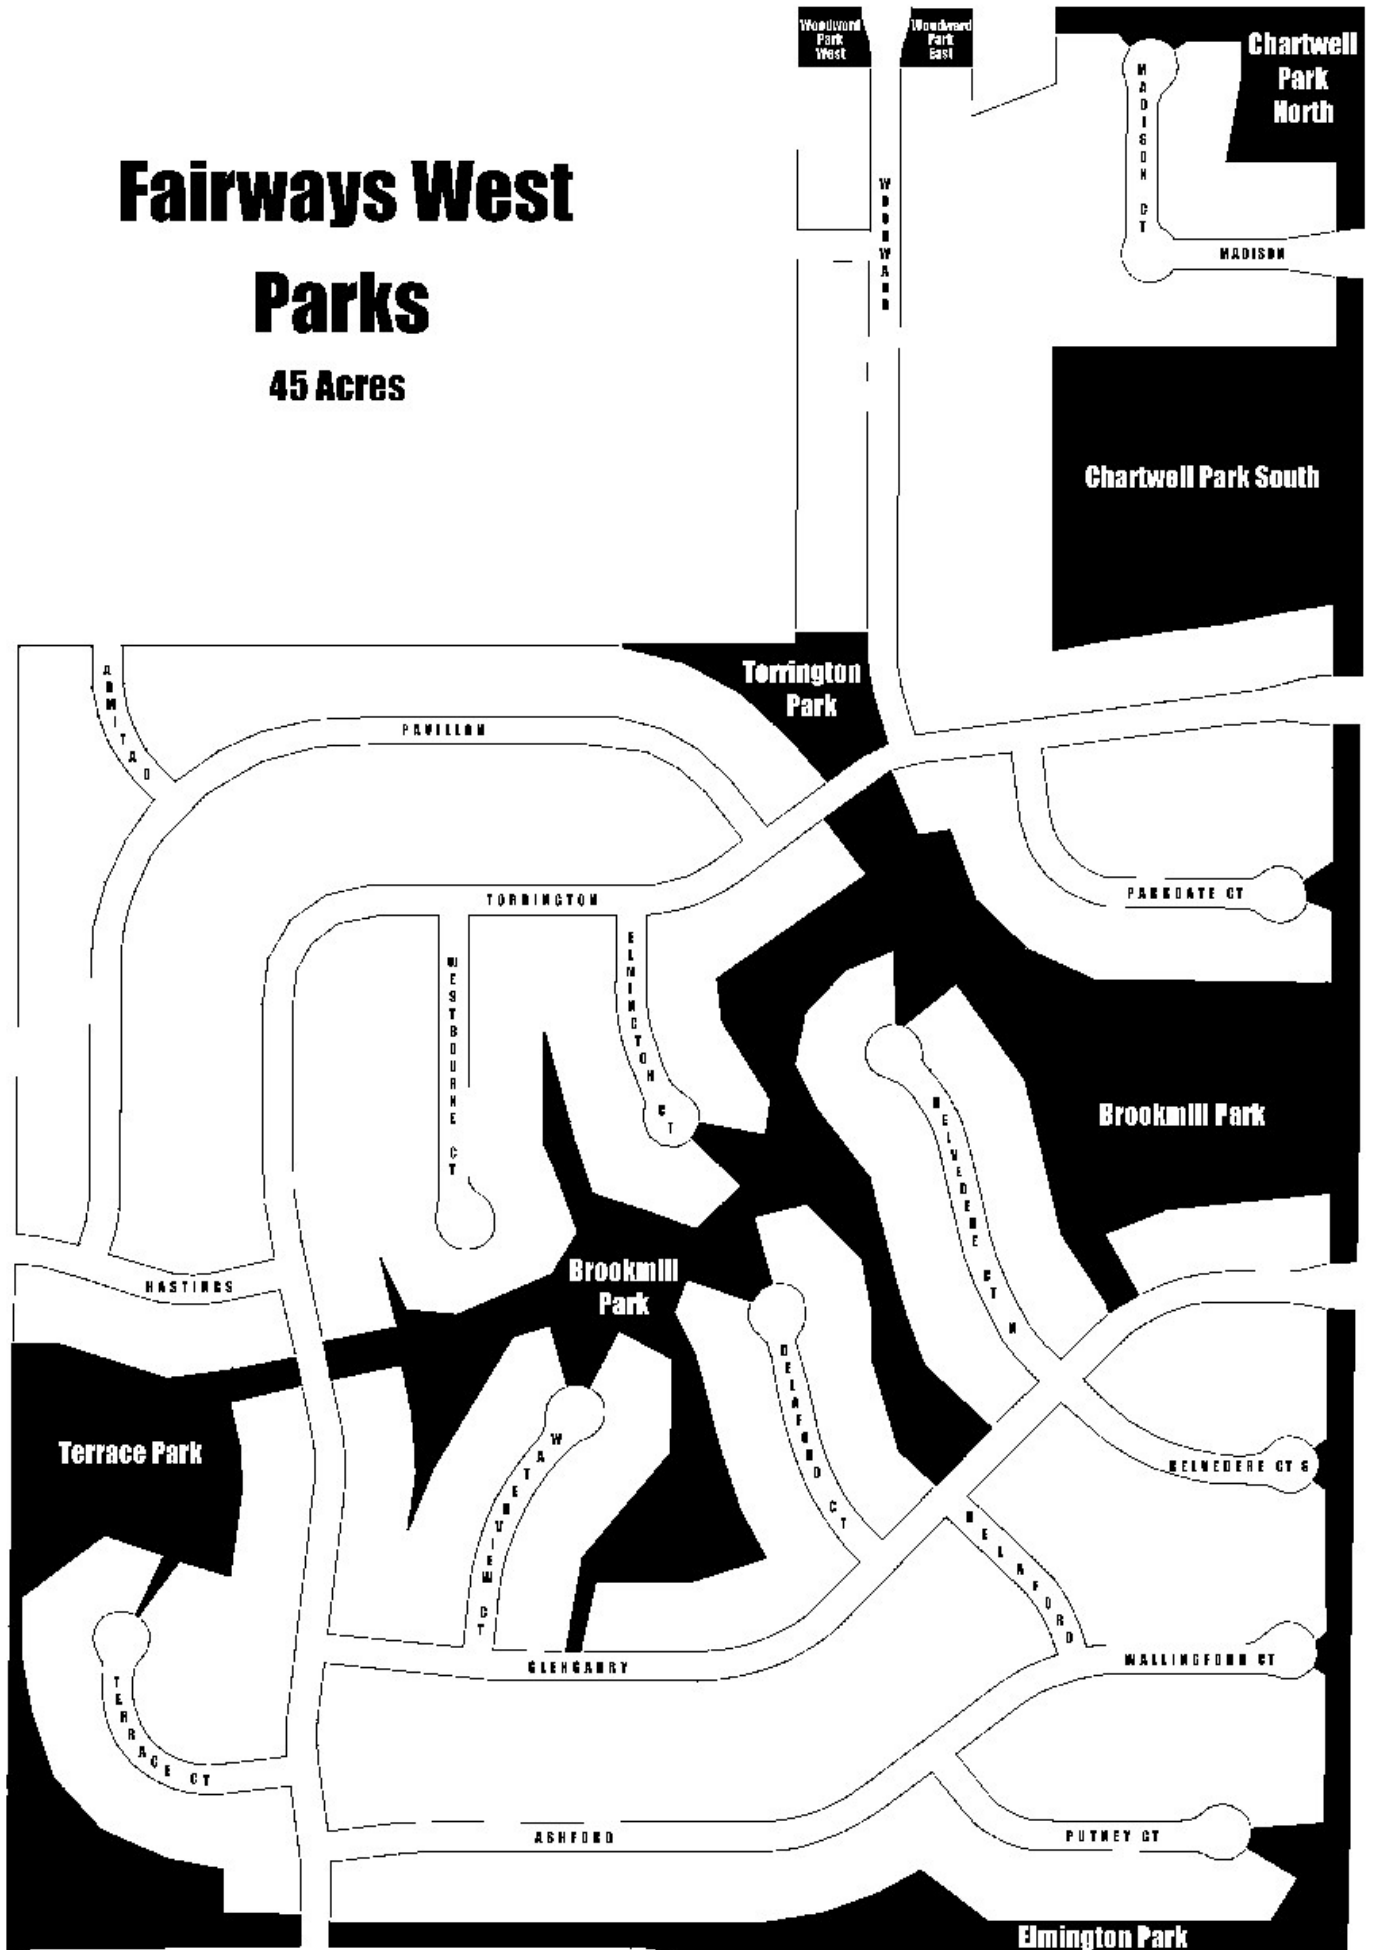 Woodward
Park
West
Woodward
Park
East
Chartwell
Park
North
MADISON CT
MADISON
WOODWARD
Fairways West
Parks
45 Acres
Chartwell Park South
Torrington
Park
PAVILLON
PARKDATE CT
TORRINGTON
ELMINGTON CT
WESTBOURNE CT
BELVEDERE CT N
Brookmill Park
Brookmill
Park
HASTINGS
DELAFORD CT
Terrace Park
WATERVIEW CT
BELVEDERE CT S
DELAFORD
GLENGARRY
WALLINGFORD CT
TERRACE CT
ASHFORD
PUTNEY CT
Elmington Park